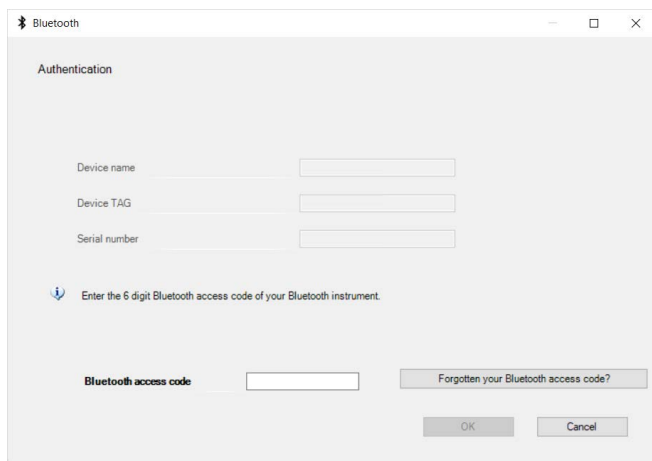 Bluetooth
Authentication
Device name
Device TAG
Serial number
Enter the 6 digit Bluetooth access code of your Bluetooth instrument.
Bluetooth access code
Forgotten your Bluetooth access code?
OK
Cancel